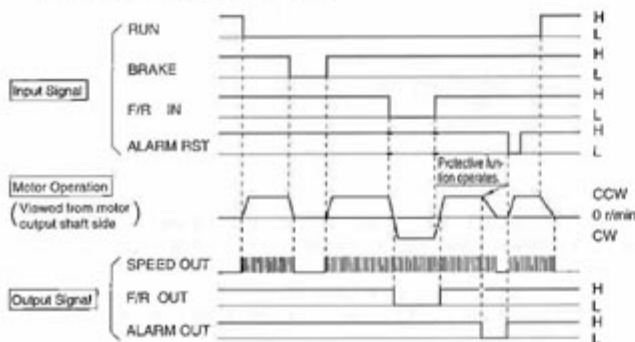 RUN H
L
BRAKE H
L
Input Signal
F/R IN H
L
ALARM RST H
L
Protective func-
tion operates.
Motor Operation
(Viewed from motor
output shaft side)
CCW
0 r/min
CW
SPEED OUT
Output Signal
F/R OUT H
L
ALARM OUT H
L